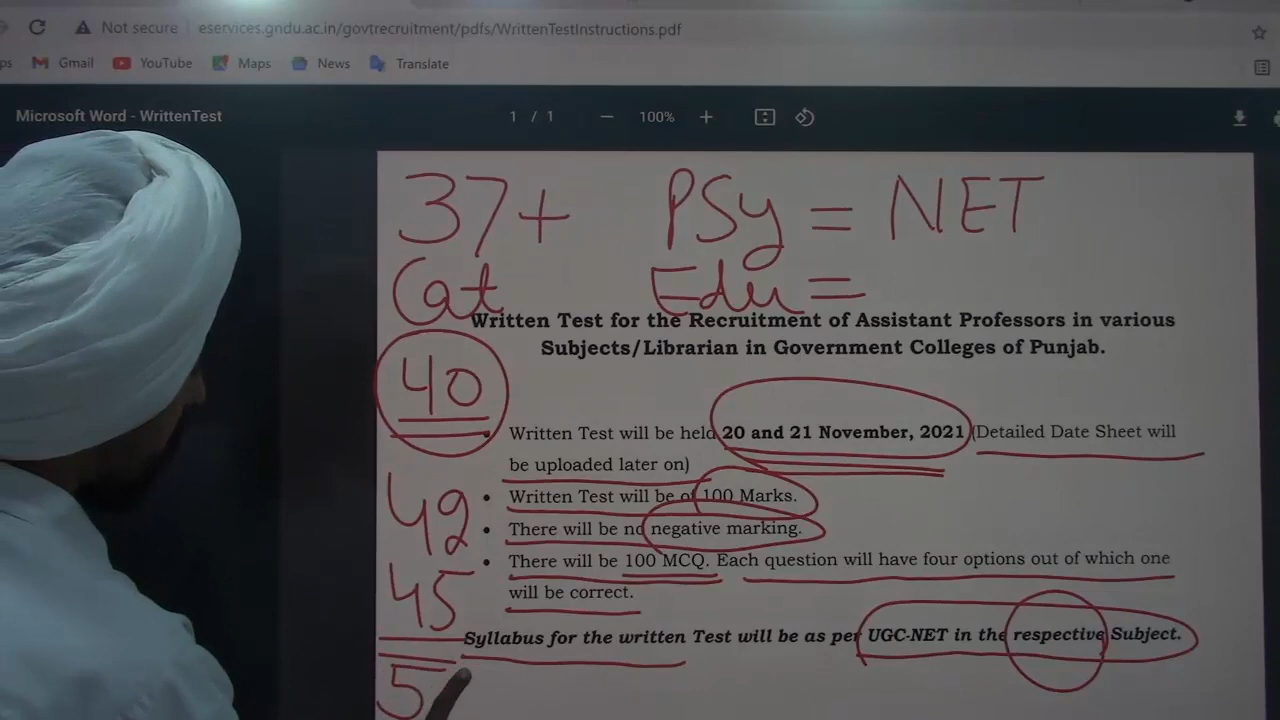 Not secure eservices.gndu.ac.in/govtrecruitment/pdfs/WrittenTestInstructions.pdf
ps Gmail YouTube Maps News Translate
Microsoft Word - WrittenTest 1 / 1 100%
37+ PSy = NET
Cat Edu =
Written Test for the Recruitment of Assistant Professors in various
Subjects/Librarian in Government Colleges of Punjab.
40
• Written Test will be held 20 and 21 November, 2021 (Detailed Date Sheet will
be uploaded later on)
• Written Test will be of 100 Marks.
49
• There will be no negative marking.
• There will be 100 MCQ. Each question will have four options out of which one
will be correct.
45
Syllabus for the written Test will be as per UGC-NET in the respective Subject.
5